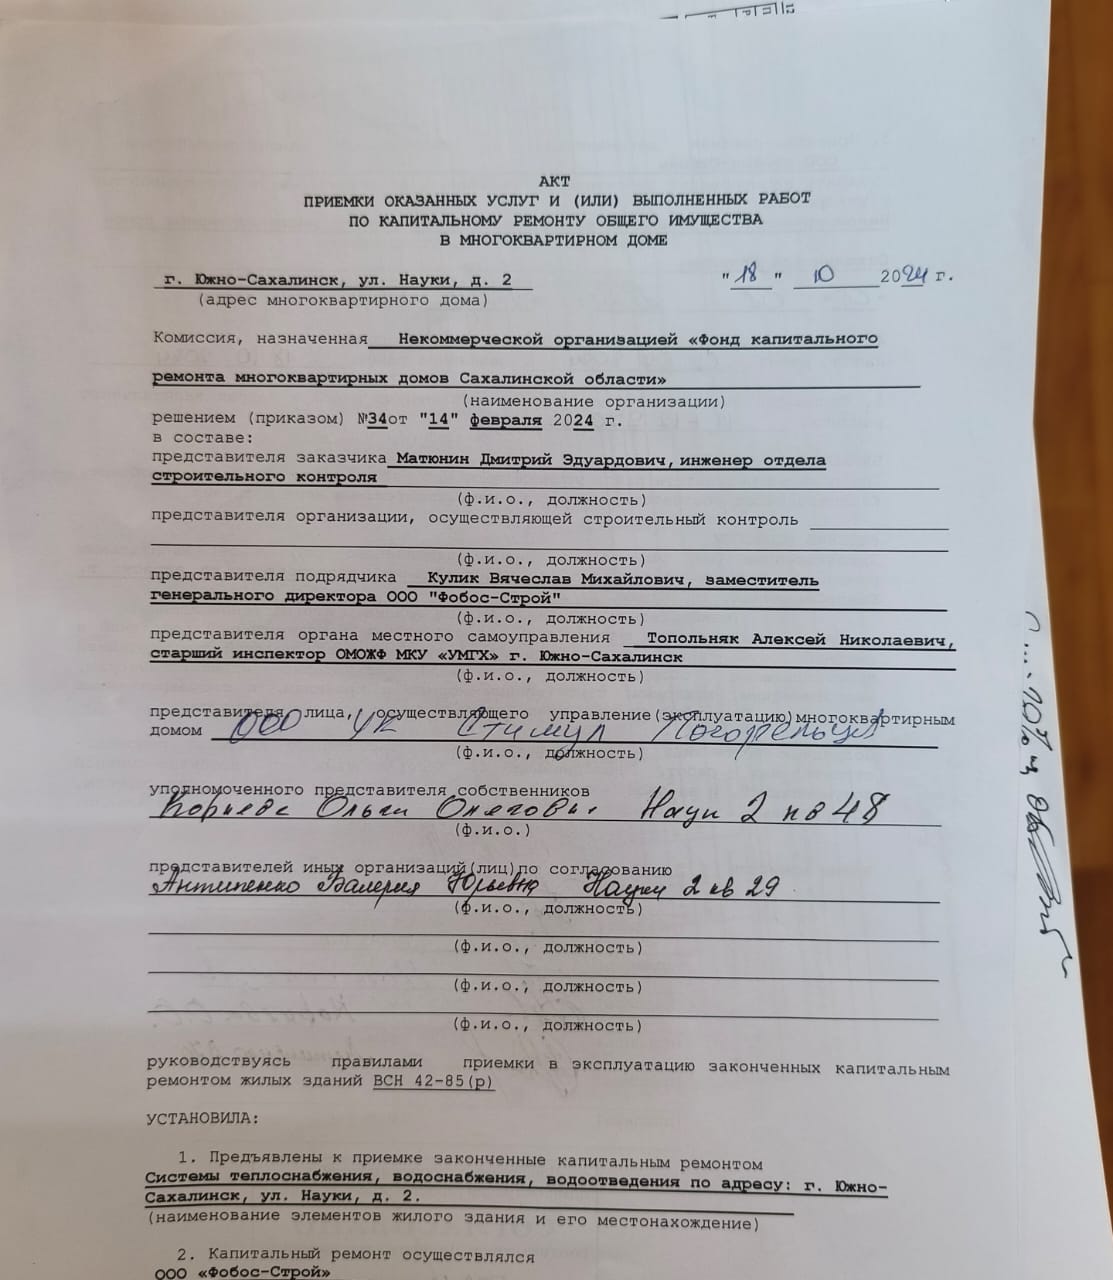 АКТ
ПРИЕМКИ ОКАЗАННЫХ УСЛУГ И (ИЛИ) ВЫПОЛНЕННЫХ РАБОТ
ПО КАПИТАЛЬНОМУ РЕМОНТУ ОБЩЕГО ИМУЩЕСТВА
В МНОГОКВАРТИРНОМ ДОМЕ
г. Южно-Сахалинск, ул. Науки, д. 2 "18" 10 2024 г.
(адрес многоквартирного дома)
Комиссия, назначенная Некоммерческой организацией «Фонд капитального
ремонта многоквартирных домов Сахалинской области»
(наименование организации)
решением (приказом) №34от "14" февраля 2024 г.
в составе:
представителя заказчика Матюнин Дмитрий Эдуардович, инженер отдела
строительного контроля
(ф.и.о., должность)
представителя организации, осуществляющей строительный контроль
(ф.и.о., должность)
представителя подрядчика Кулик Вячеслав Михайлович, заместитель
генерального директора ООО "Фобос-Строй"
(ф.и.о., должность)
представителя органа местного самоуправления Топольняк Алексей Николаевич,
старший инспектор ОМОЖФ МКУ «УМГХ» г. Южно-Сахалинск
(ф.и.о., должность)
представителя лица, осуществляющего управление(эксплуатацию)многоквартирным
домом ООО УК Стимул
(ф.и.о., должность)
уполномоченного представителя собственников
Ольги 2 кв 48
(ф.и.о.)
представителей иных организаций(лиц)по согласованию
Антипенко Валерия Юрьевна Науки 2 кв 29
(ф.и.о., должность)
(ф.и.о., должность)
(ф.и.о., должность)
(ф.и.о., должность)
руководствуясь правилами приемки в эксплуатацию законченных капитальным
ремонтом жилых зданий ВСН 42-85(р)
УСТАНОВИЛА:
1. Предъявлены к приемке законченные капитальным ремонтом
Системы теплоснабжения, водоснабжения, водоотведения по адресу: г. Южно-
Сахалинск, ул. Науки, д. 2.
(наименование элементов жилого здания и его местонахождение)
2. Капитальный ремонт осуществлялся
ООО «Фобос-Строй»